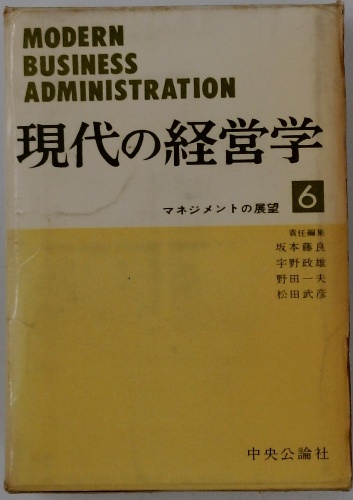 MODERN
BUSINESS
ADMINISTRATION
現代の経営学
マネジメントの展望 6
責任編集
坂本藤良
宇野政雄
野田一夫
松田武彦
中央公論社